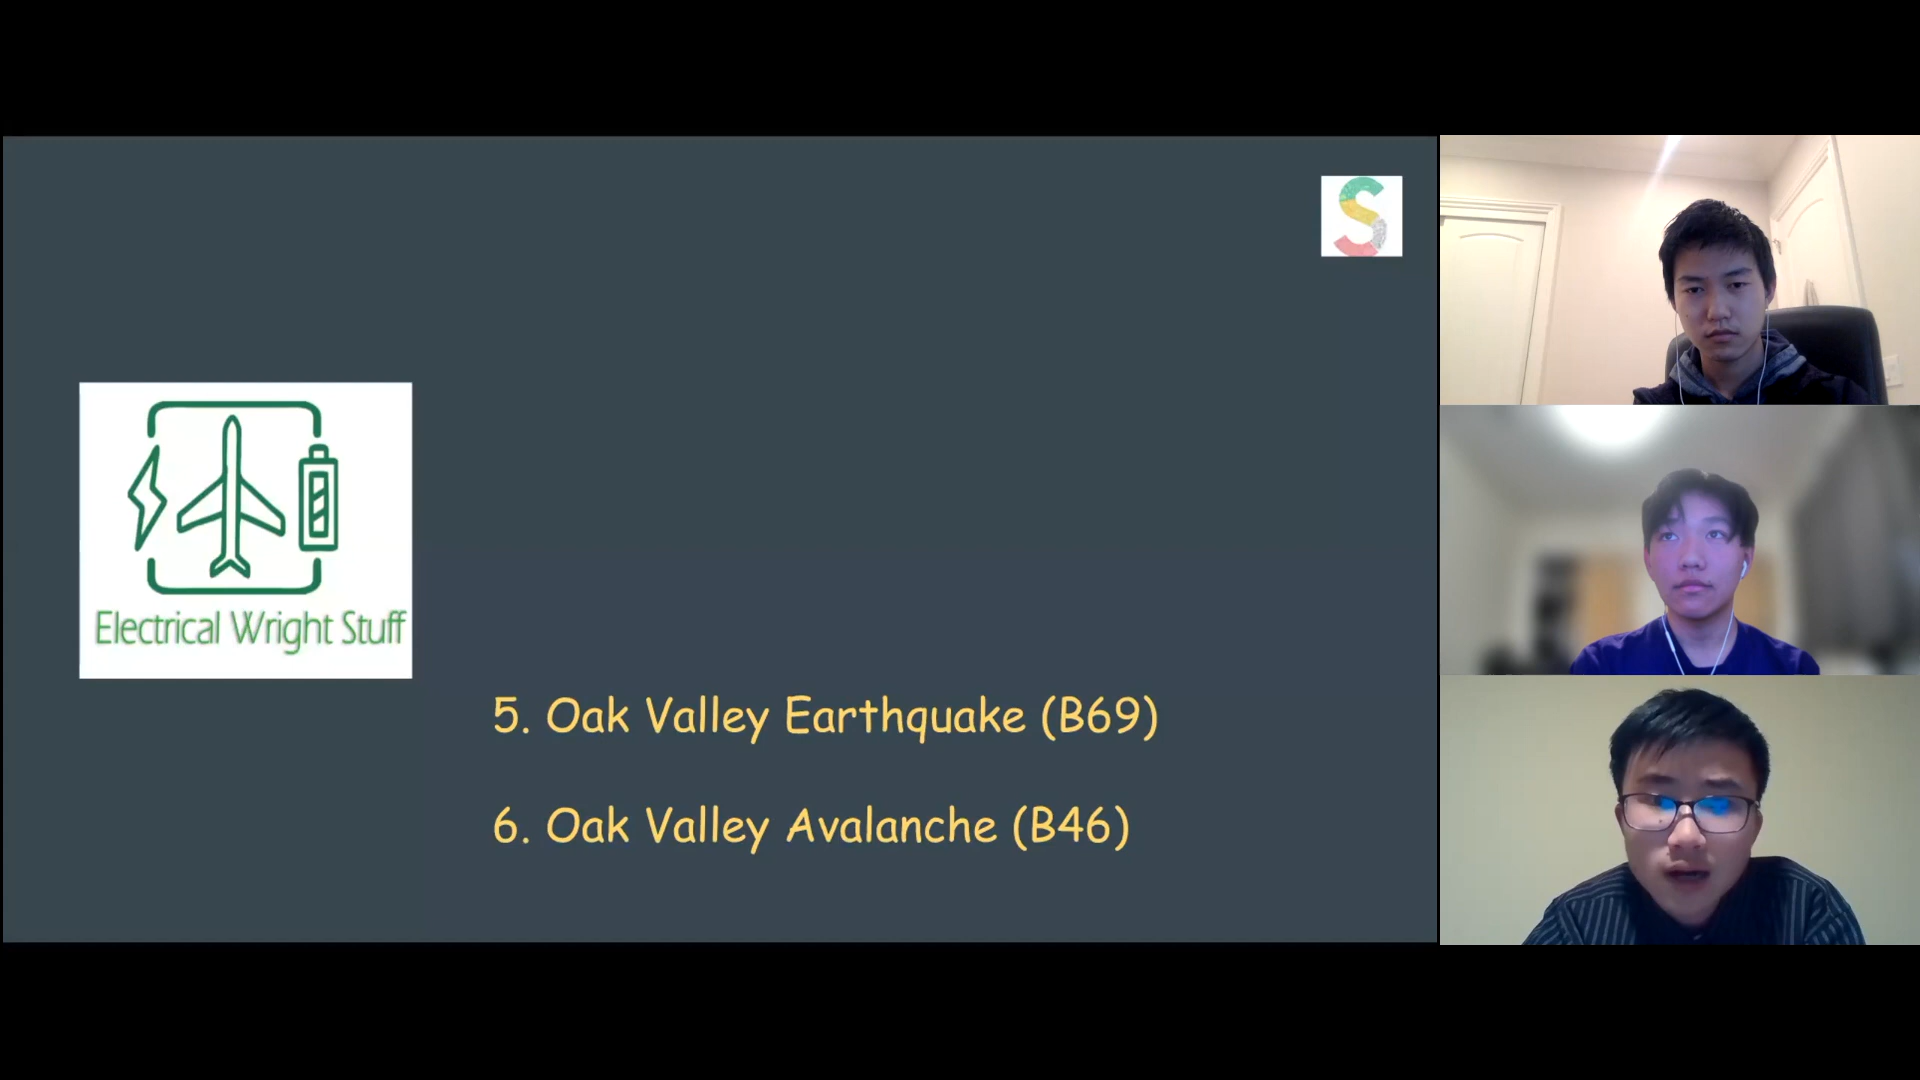 Electrical Wright Stuff
5. Oak Valley Earthquake (B69)
6. Oak Valley Avalanche (B46)